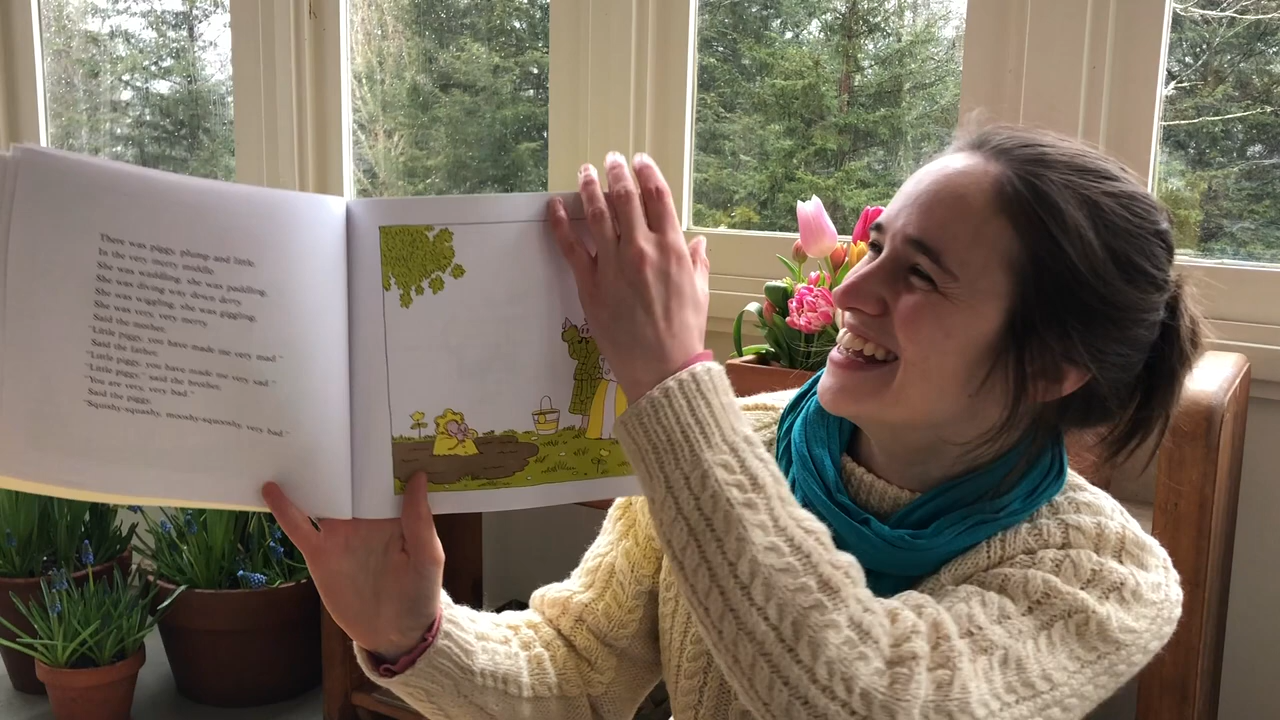 There was piggy, plump and little.
In the very merry middle.
She was waddling, she was paddling.
She was diving way down derry.
She was wiggling, she was giggling.
She was very, very merry.
Said the mother.
"Little piggy, you have made me very mad."
Said the father.
"Little piggy, you have made me very sad."
"Little piggy," said the brother.
"You are very, very bad."
Said the piggy.
"Squishy-squashy, mooshy-squooshy, very bad."